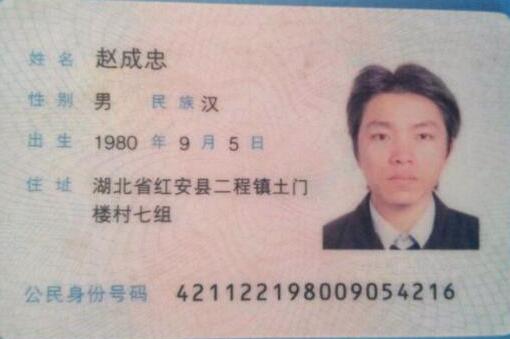 姓名 赵成忠
性别 男 民族 汉
出生 1980 年 9 月 5 日
住址 湖北省红安县二程镇土门
楼村七组
公民身份号码 421122198009054216